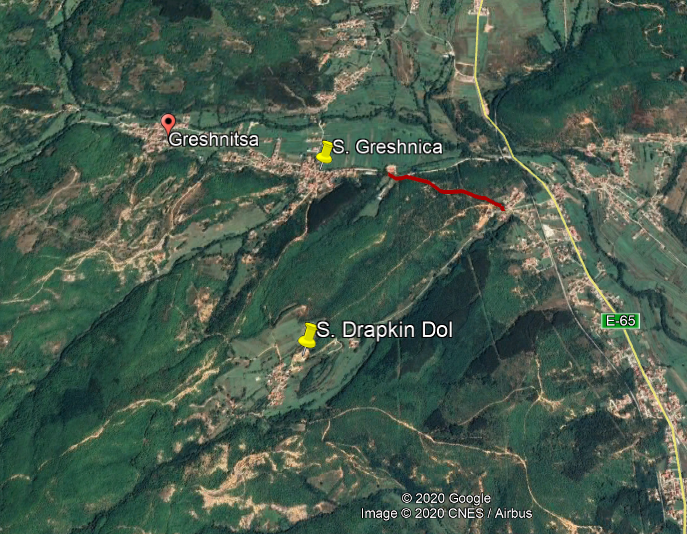 Greshnitsa
S. Greshnica
E-65
S. Drapkin Dol
© 2020 Google
Image © 2020 CNES / Airbus